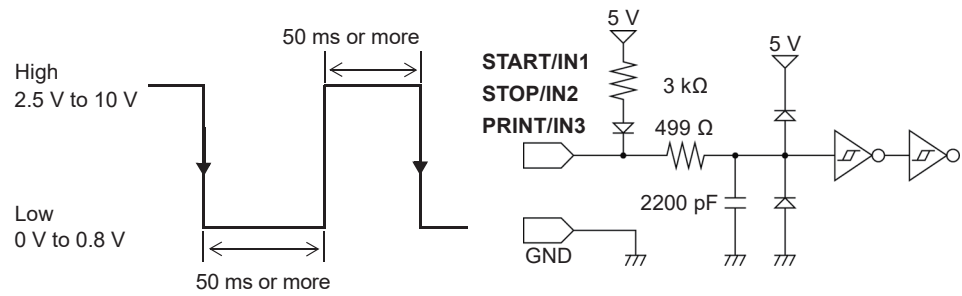 50 ms or more
High
2.5 V to 10 V
Low
0 V to 0.8 V
50 ms or more
5 V
5 V
START/IN1
STOP/IN2
PRINT/IN3
3 kΩ
499 Ω
2200 pF
GND